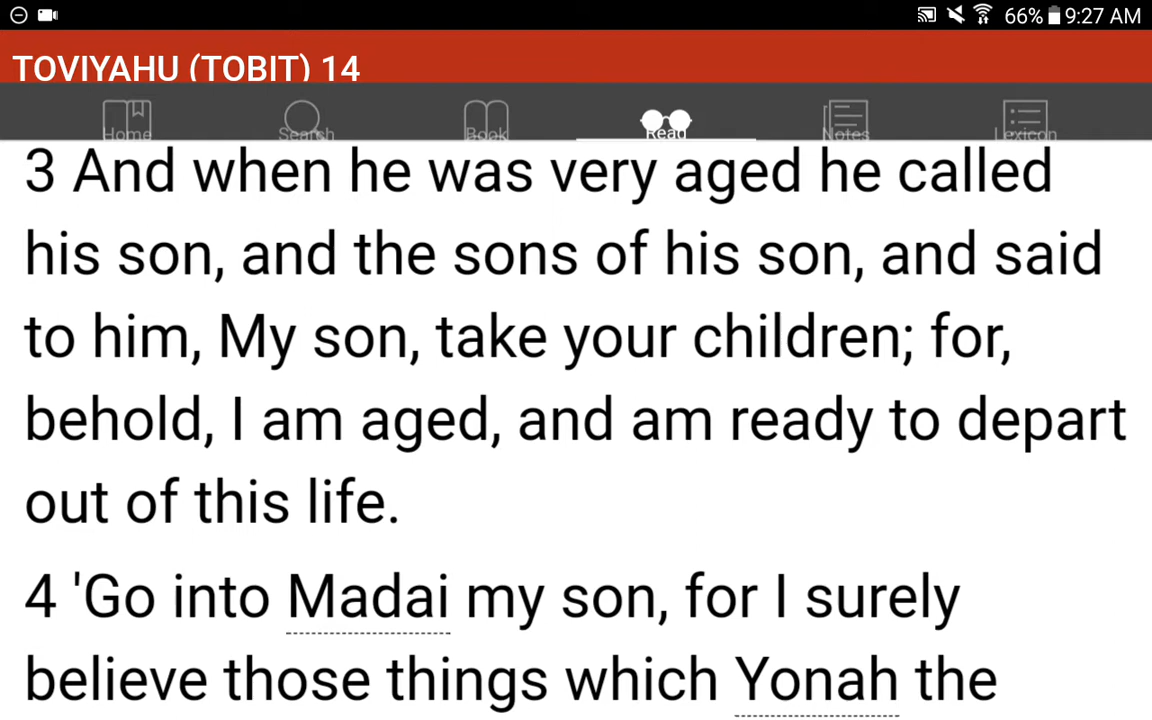 66% 9:27 AM
TOVIYAHU (TOBIT) 14
Home Search Book Read Notes Lexicon
3 And when he was very aged he called
his son, and the sons of his son, and said
to him, My son, take your children; for,
behold, I am aged, and am ready to depart
out of this life.
4 'Go into Madai my son, for I surely
believe those things which Yonah the